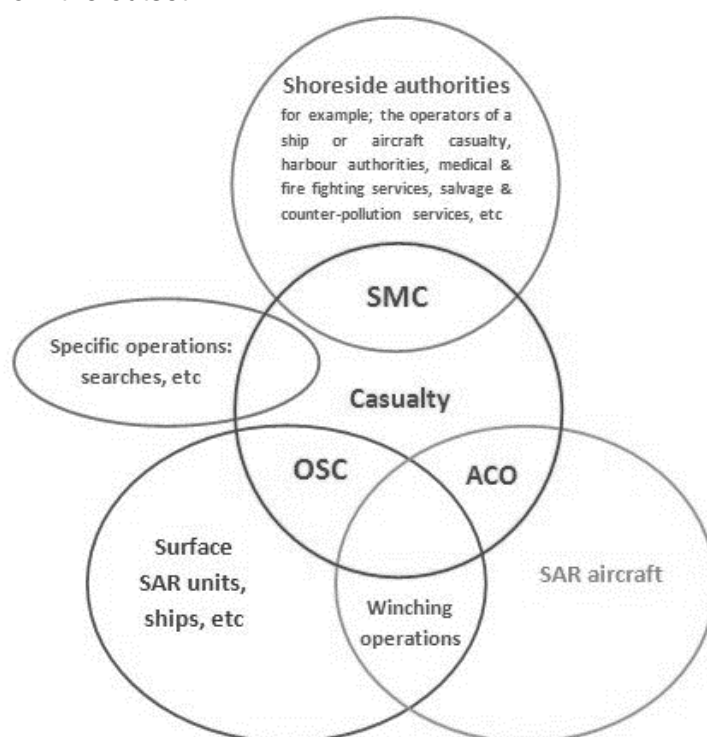 the outset
Shoreside authorities
for example; the operators of a
ship or aircraft casualty,
harbour authorities, medical &
fire fighting services, salvage &
counter-pollution services, etc
SMC
Specific operations:
searches, etc
Casualty
OSC
ACO
Surface
SAR units,
ships, etc
SAR aircraft
Winching
operations